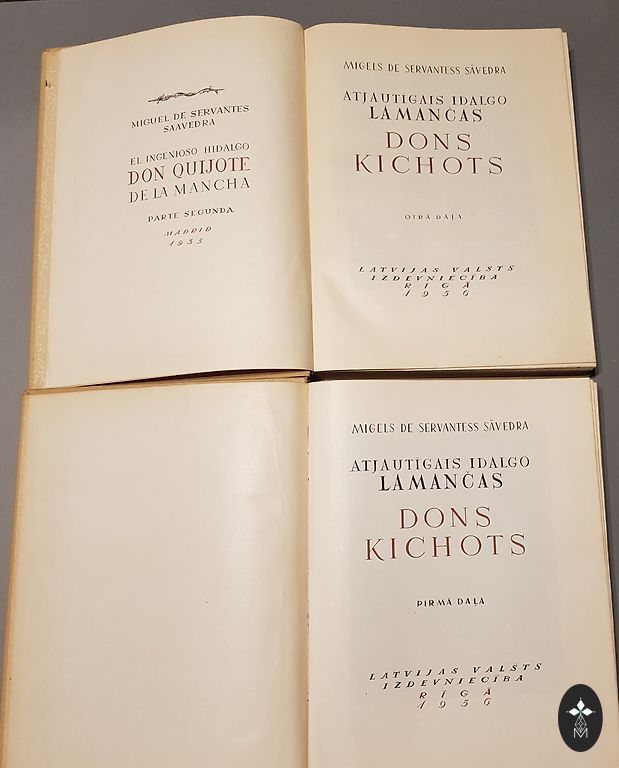 MIGUEL DE SERVANTES
SAAVEDRA
EL INGENIOSO HIDALGO
DON QUIJOTE
DE LA MANCHA
PARTE SEGUNDA
MADRID
1935
MIGELS DE SERVANTESS SĀVEDRA
ATJAUTĪGAIS IDALGO
LAMANČAS
DONS
KICHOTS
OTRĀ DAĻA
LATVIJAS VALSTS
IZDEVNIECĪBA
RĪGĀ
1956
MIGELS DE SERVANTESS SĀVEDRA
ATJAUTĪGAIS IDALGO
LAMANČAS
DONS
KICHOTS
PIRMĀ DAĻA
LATVIJAS VALSTS
IZDEVNIECĪBA
RĪGĀ
1956
M